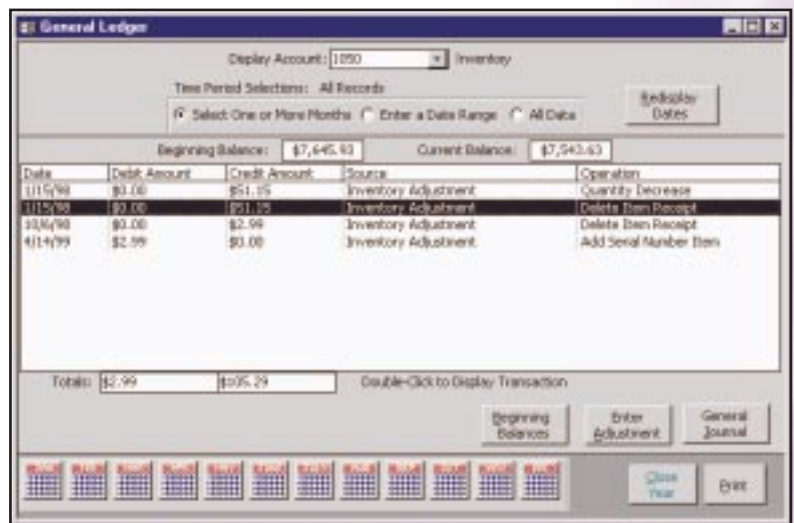 General Ledger
Display Account: 1050 Inventory
Time Period Selections: All Records
Select One or More Months Enter a Date Range All Data
Redisplay Dates
Beginning Balance: $7,645.93 Current Balance: $7,543.63
Date Debit Amount Credit Amount Source Operation
1/15/98 $0.00 $51.15 Inventory Adjustment Quantity Decrease
1/15/98 $0.00 $51.15 Inventory Adjustment Delete Item Receipt
10/6/98 $0.00 $2.99 Inventory Adjustment Delete Item Receipt
4/14/99 $2.99 $0.00 Inventory Adjustment Add Serial Number Item
Totals: $2.99 $105.29 Double-Click to Display Transaction
Beginning Balances
Enter Adjustment
General Journal
Close Year
Print